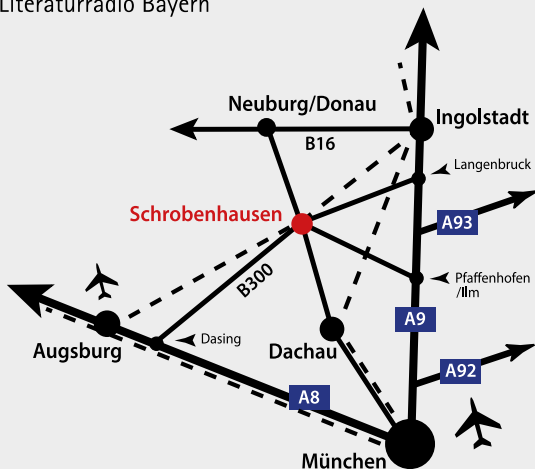 Literaturradio Bayern
Neuburg/Donau
Ingolstadt
B16
Langenbruck
Schrobenhausen
A93
B300
Pfaffenhofen
/Ilm
A9
Augsburg
Dasing
Dachau
A92
A8
München